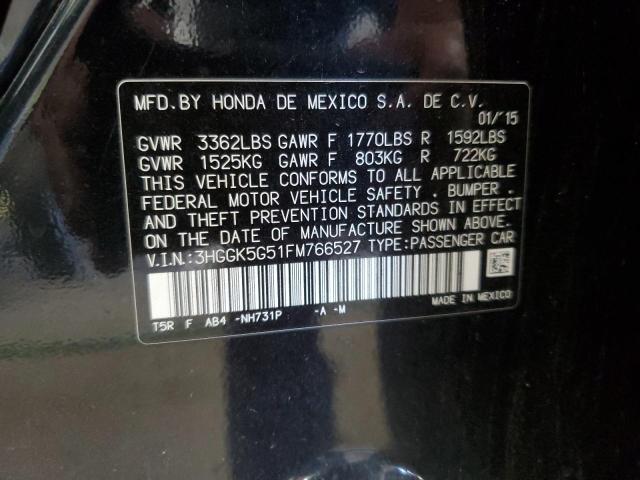 MFD.BY HONDA DE MEXICO S.A. DE C.V.
01/'15
GVWR 3362LBS GAWR F 1770LBS R 1592LBS
GVWR 1525KG GAWR F 803KG R 722KG
THIS VEHICLE CONFORMS TO ALL APPLICABLE
FEDERAL MOTOR VEHICLE SAFETY . BUMPER .
AND THEFT PREVENTION STANDARDS IN EFFECT
ON THE DATE OF MANUFACTURE SHOWN ABOVE.
V.I.N.:3HGGK5G51FM766527 TYPE:PASSENGER CAR
MADE IN MEXICO
T5R F AB4 -NH731P -A -M